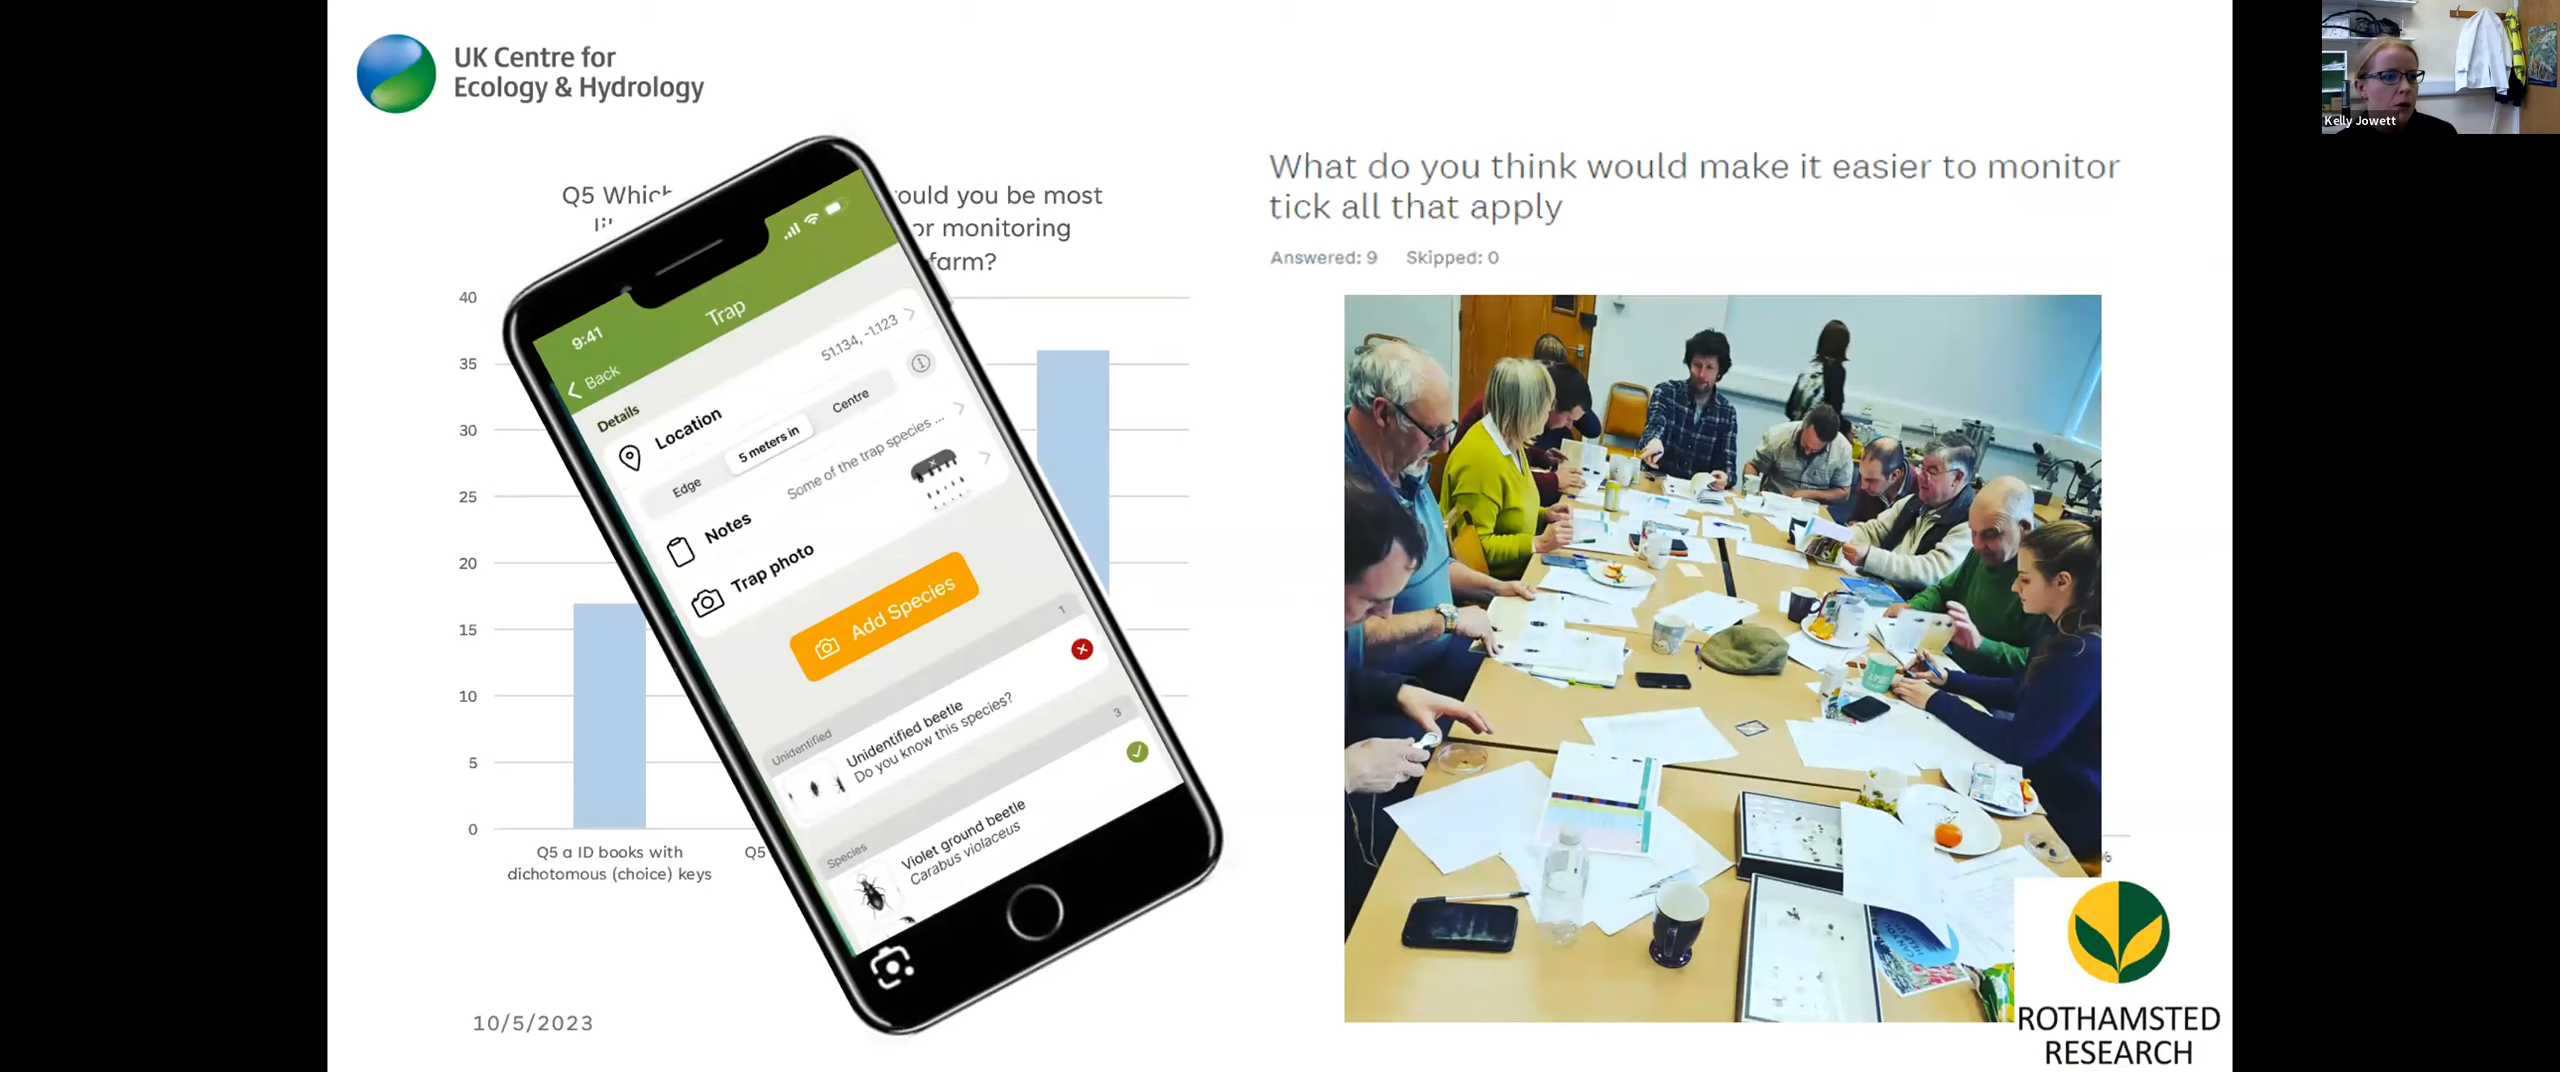 UK Centre for
Ecology & Hydrology
Kelly Jowett
Q5 Which
ould you be most
or monitoring
farm?
40
35
30
25
20
15
10
5
0
Q5 a ID books with
dichotomous (choice) keys
Q5
9:41
Back
Trap
Details
Location
51.134, -1.123
Edge
5 meters in
Centre
Notes
Some of the trap species ...
Trap photo
Add Species
Unidentified
1
Unidentified beetle
Do you know this species?
Species
3
Violet ground beetle
Carabus violaceus
What do you think would make it easier to monitor
tick all that apply
Answered: 9 Skipped: 0
%
10/5/2023
ROTHAMSTED
RESEARCH